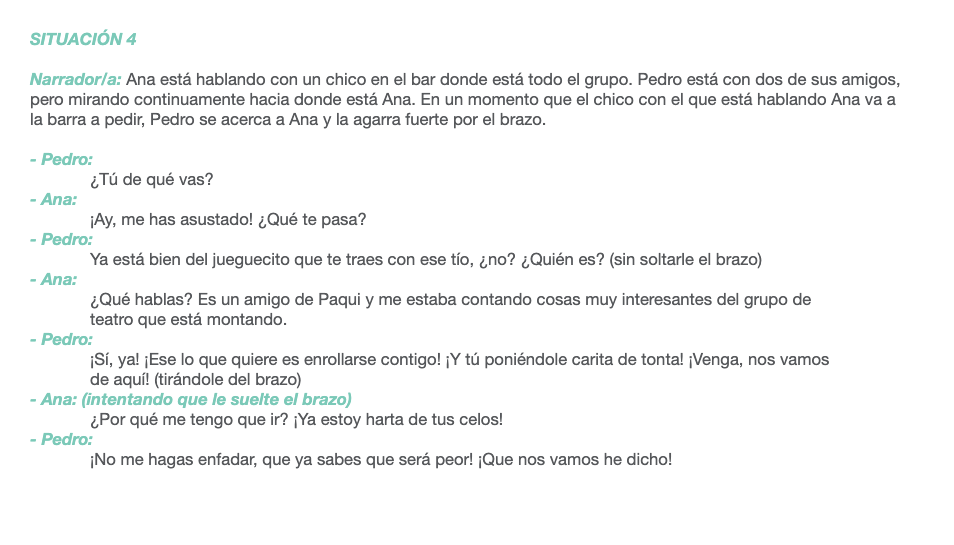 SITUACIÓN 4
Narrador/a: Ana está hablando con un chico en el bar donde está todo el grupo. Pedro está con dos de sus amigos,
pero mirando continuamente hacia donde está Ana. En un momento que el chico con el que está hablando Ana va a
la barra a pedir, Pedro se acerca a Ana y la agarra fuerte por el brazo.
- Pedro:
¿Tú de qué vas?
- Ana:
¡Ay, me has asustado! ¿Qué te pasa?
- Pedro:
Ya está bien del jueguecito que te traes con ese tío, ¿no? ¿Quién es? (sin soltarle el brazo)
- Ana:
¿Qué hablas? Es un amigo de Paqui y me estaba contando cosas muy interesantes del grupo de
teatro que está montando.
- Pedro:
¡Sí, ya! ¡Ese lo que quiere es enrollarse contigo! ¡Y tú poniéndole carita de tonta! ¡Venga, nos vamos
de aquí! (tirándole del brazo)
- Ana: (intentando que le suelte el brazo)
¿Por qué me tengo que ir? ¡Ya estoy harta de tus celos!
- Pedro:
¡No me hagas enfadar, que ya sabes que será peor! ¡Que nos vamos he dicho!